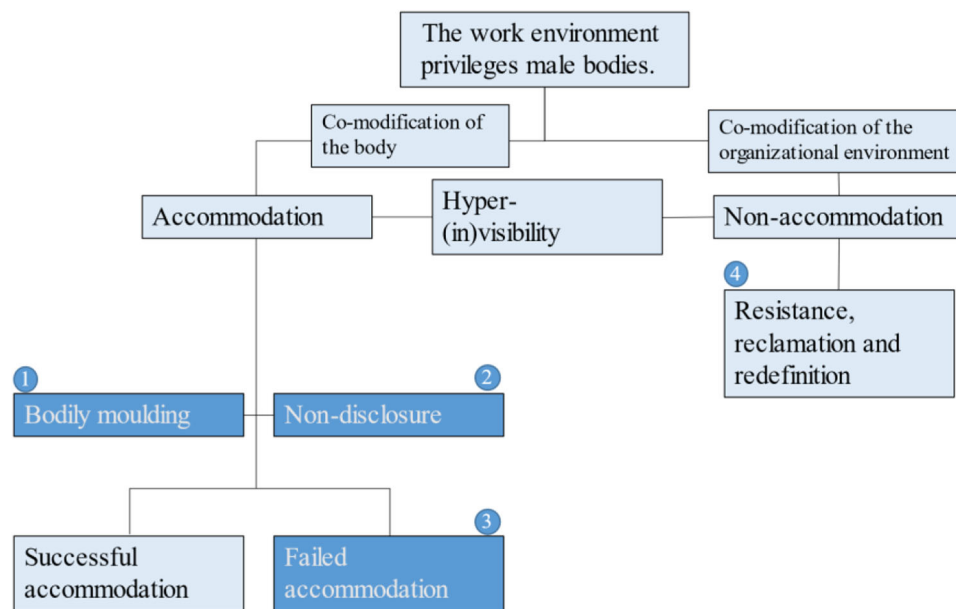 The work environment
privileges male bodies.
Co-modification of
the body
Co-modification of the
organizational environment
Accommodation
Hyper-
(in)visibility
Non-accommodation
4
Resistance,
reclamation and
redefinition
1
Bodily moulding
2
Non-disclosure
Successful
accommodation
3
Failed
accommodation